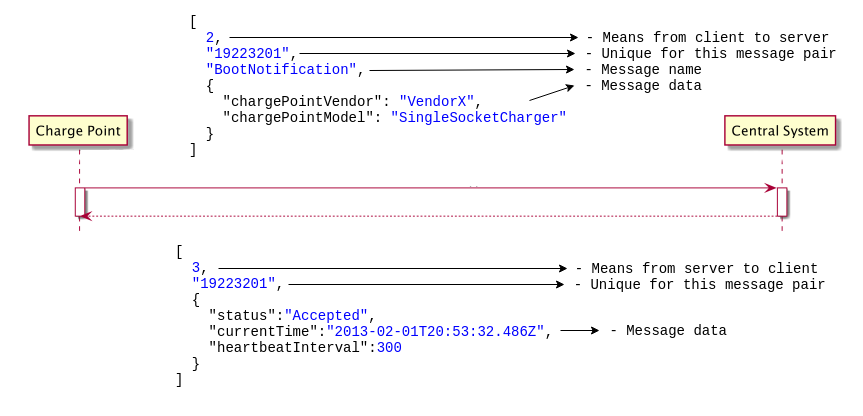 [
2, - Means from client to server
"19223201", - Unique for this message pair
"BootNotification", - Message name
{ - Message data
"chargePointVendor": "VendorX",
"chargePointModel": "SingleSocketCharger"
}
]
Charge Point Central System
[
3, - Means from server to client
"19223201", - Unique for this message pair
{
"status":"Accepted",
"currentTime":"2013-02-01T20:53:32.486Z", - Message data
"heartbeatInterval":300
}
]